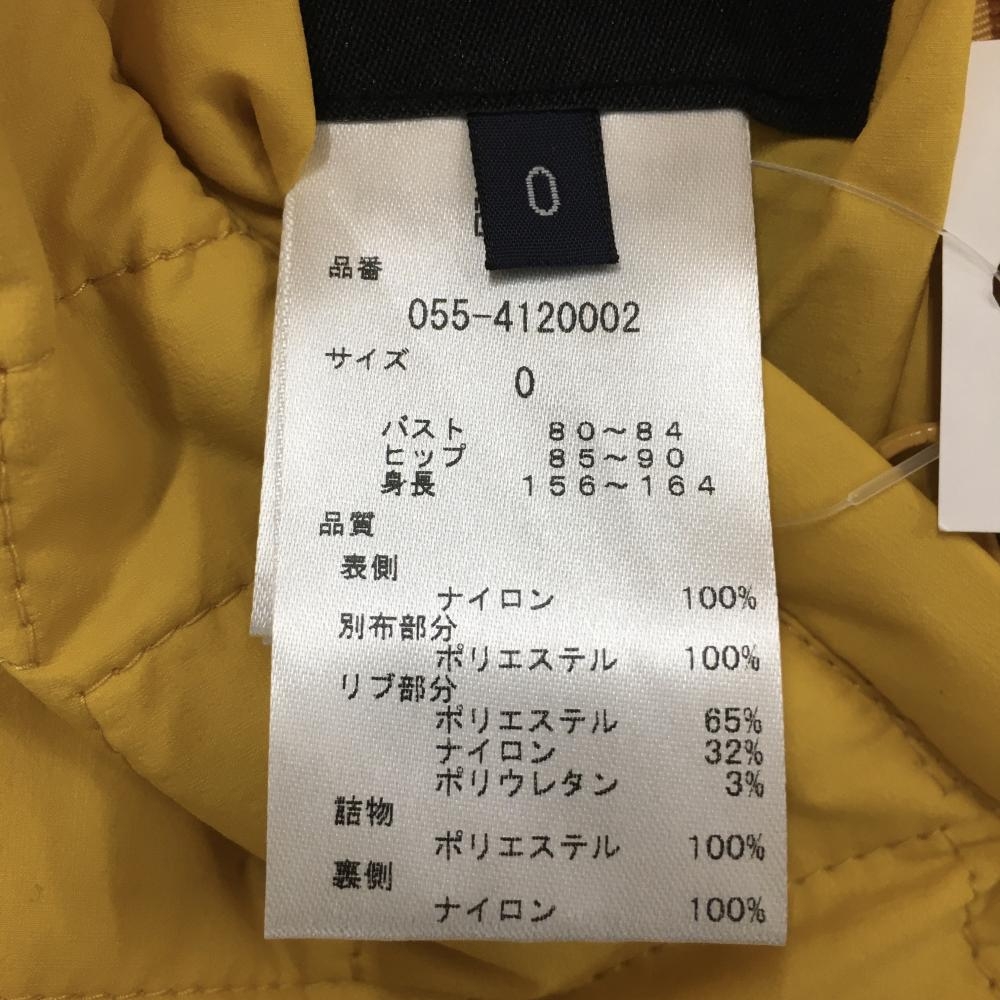 0
品番
055-4120002
サイズ
0
バスト 80～84
ヒップ 85～90
身長 156～164
品質
表側
ナイロン 100%
別布部分
ポリエステル 100%
リブ部分
ポリエステル 65%
ナイロン 32%
ポリウレタン 3%
詰物
ポリエステル 100%
裏側
ナイロン 100%